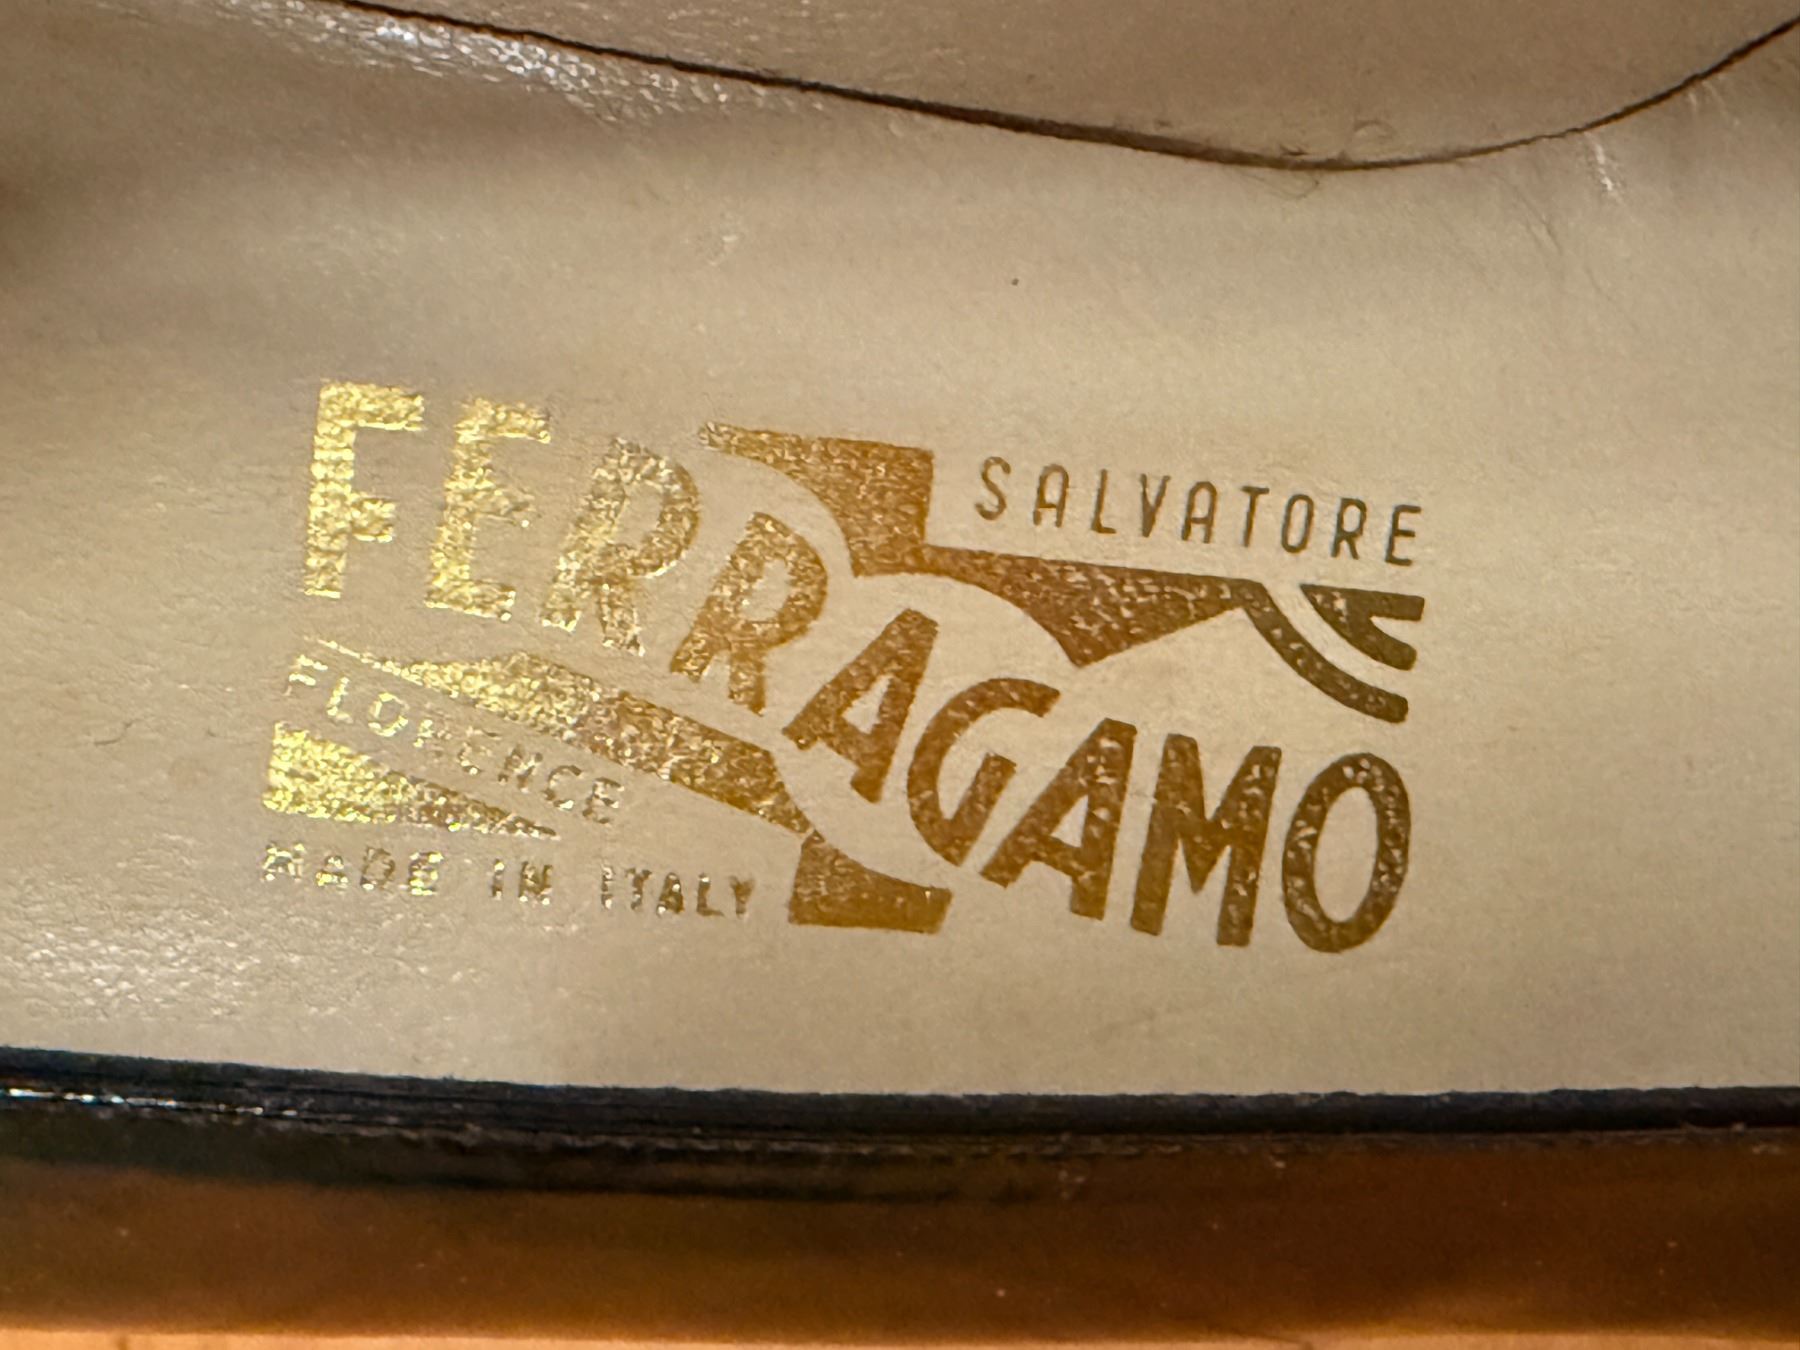 SALVATORE
FERRAGAMO
FLORENCE
MADE IN ITALY